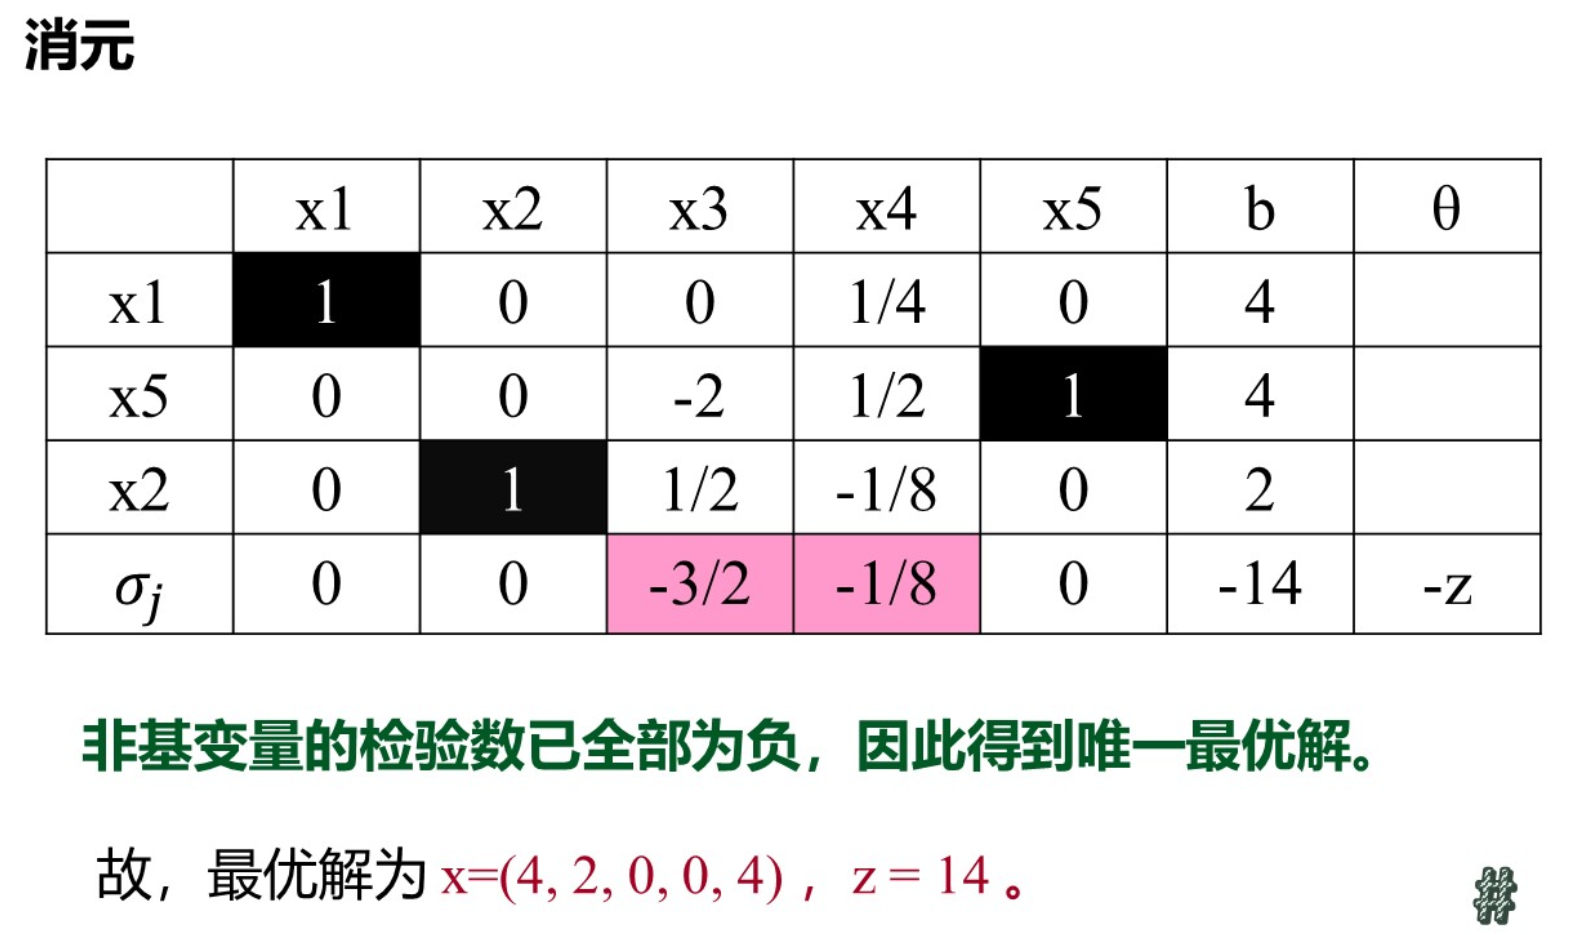 消元
x1 x2 x3 x4 x5 b θ
x1 1 0 0 1/4 0 4
x5 0 0 -2 1/2 1 4
x2 0 1 1/2 -1/8 0 2
σj 0 0 -3/2 -1/8 0 -14 -z
非基变量的检验数已全部为负，因此得到唯一最优解。
故，最优解为 x=(4, 2, 0, 0, 4) ，z = 14 。
#